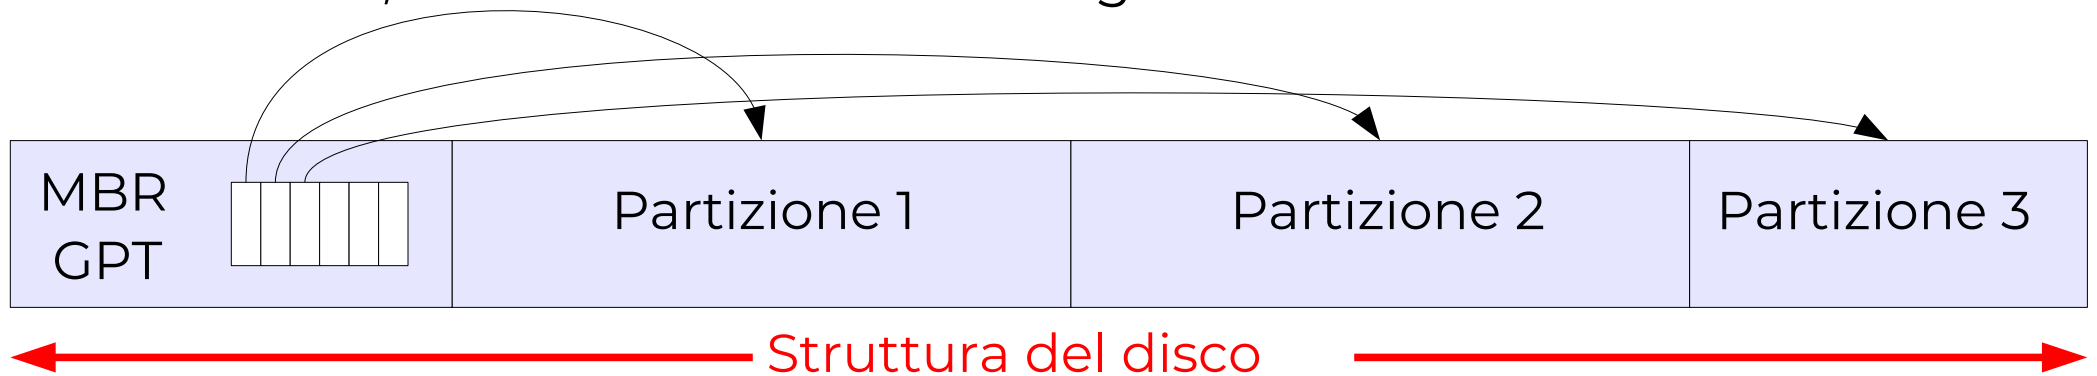 MBR
GPT
Partizione 1
Partizione 2
Partizione 3
Struttura del disco